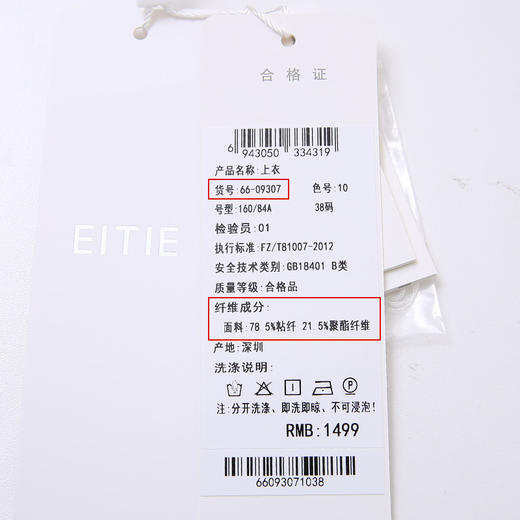 合格证
6 943050 334319
产品名称:上衣
货号:66-09307 色号:10
号型:160/84A 38码
检验员:01
执行标准:FZ/T81007-2012
安全技术类别:GB18401 B类
质量等级:合格品
纤维成分:
面料:78.5%粘纤 21.5%聚酯纤维
产地:深圳
洗涤说明:
P
注:分开洗涤、即洗即晾、不可浸泡!
RMB:1499
66093071038
EITIE